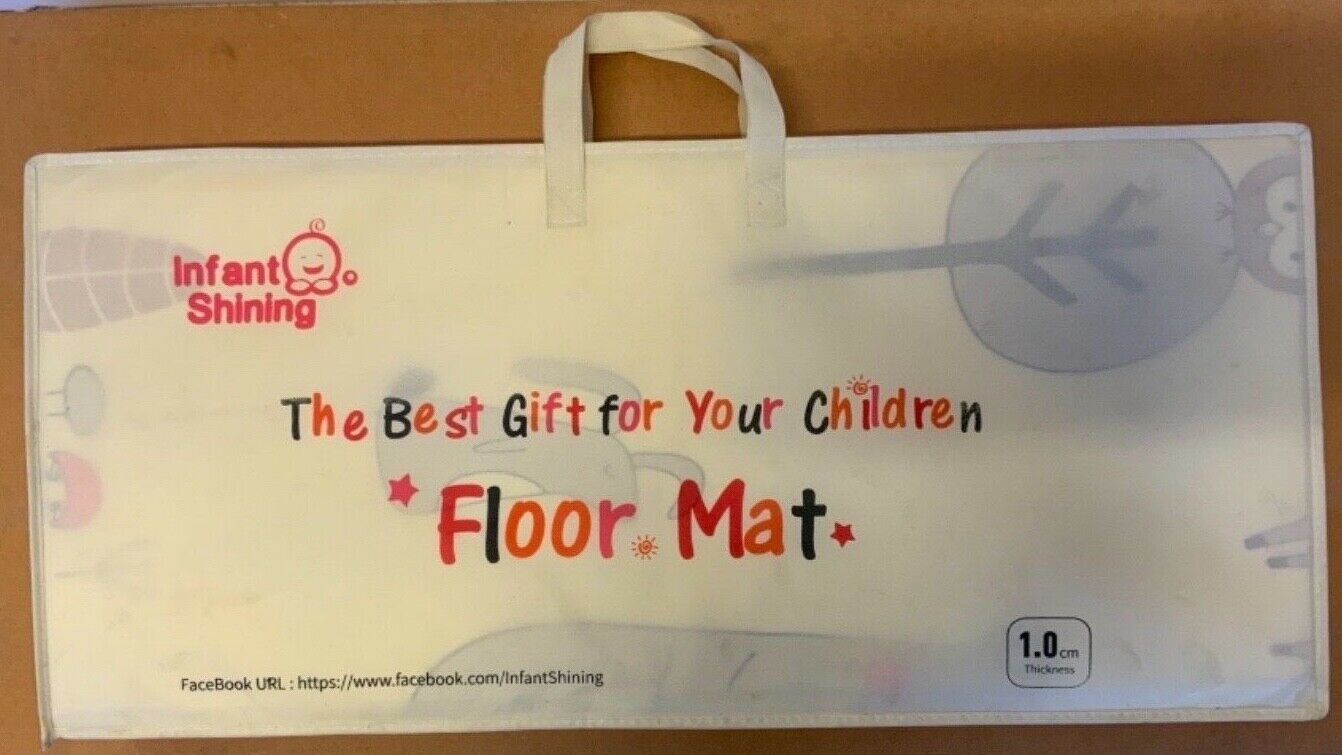 Infant
Shining
The Best Gift for Your Children
Floor Mat
FaceBook URL : https://www.facebook.com/InfantShining
1.0cm
Thickness